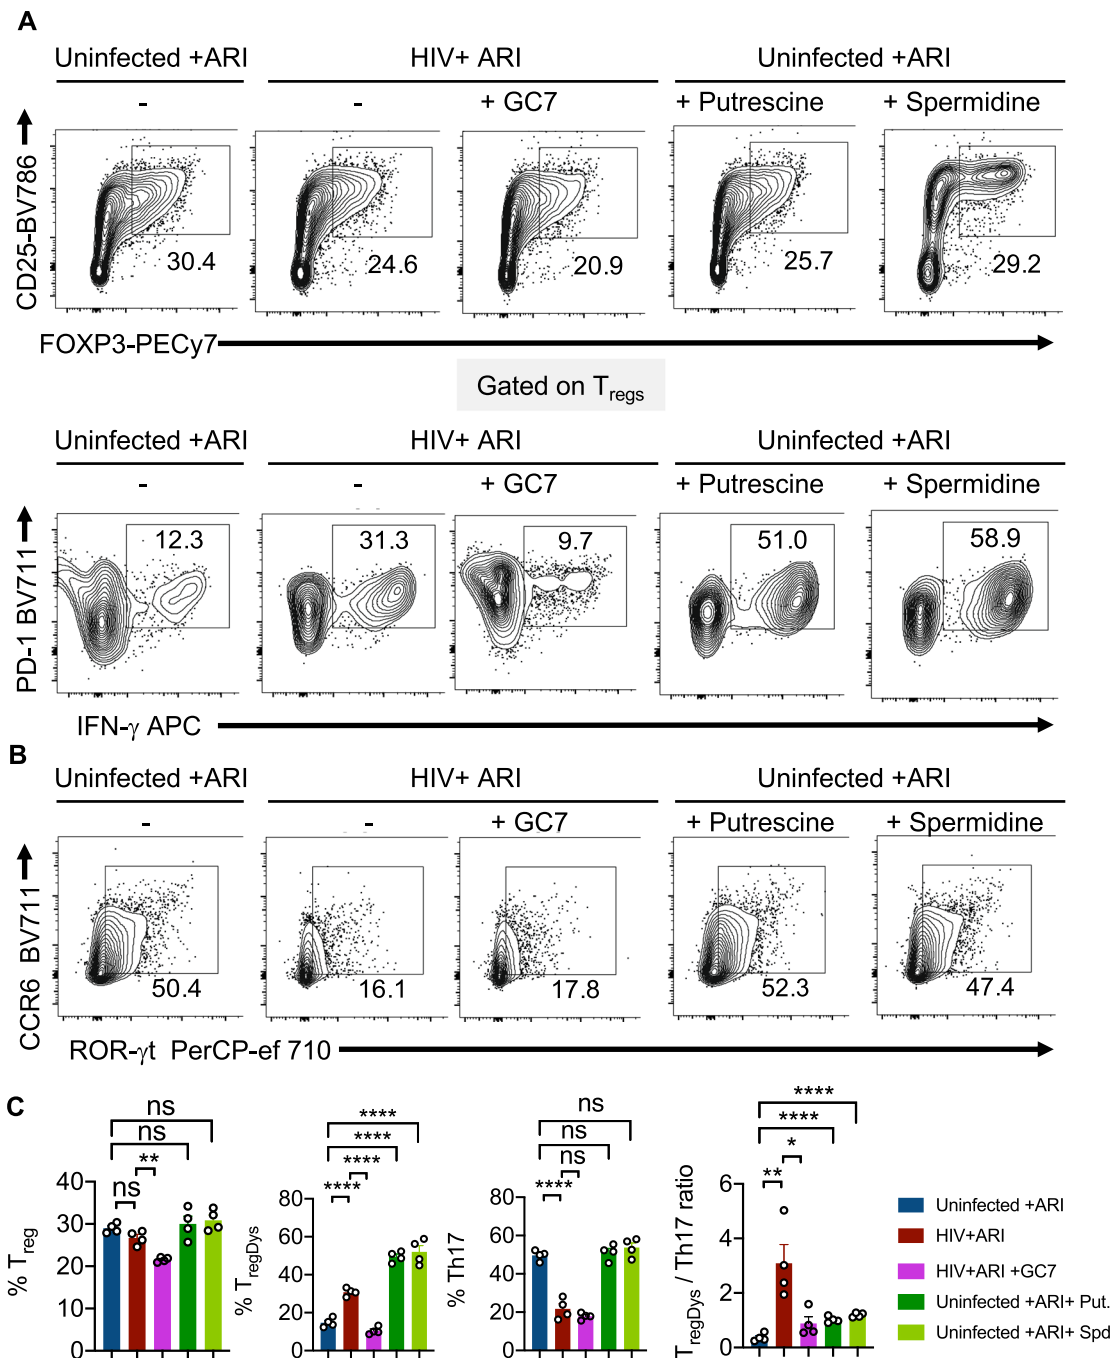 A
Uninfected +ARI HIV+ ARI Uninfected +ARI
- - + GC7 + Putrescine + Spermidine
CD25-BV786
30.4 24.6 20.9 25.7 29.2
FOXP3-PECy7
Gated on Tregs
Uninfected +ARI HIV+ ARI Uninfected +ARI
- - + GC7 + Putrescine + Spermidine
PD-1 BV711
12.3 31.3 9.7 51.0 58.9
IFN-γ APC
B
Uninfected +ARI HIV+ ARI Uninfected +ARI
- - + GC7 + Putrescine + Spermidine
CCR6 BV711
50.4 16.1 17.8 52.3 47.4
ROR-γt PerCP-ef 710
C
% Treg
40
30
20
10
0
ns
ns
**
ns
% TregDys
80
60
40
20
0
****
****
****
****
% Th17
80
60
40
20
0
ns
ns
ns
****
TregDys / Th17 ratio
6
4
2
0
****
****
*
**
Uninfected +ARI
HIV+ARI
HIV+ARI +GC7
Uninfected +ARI+ Put.
Uninfected +ARI+ Spd